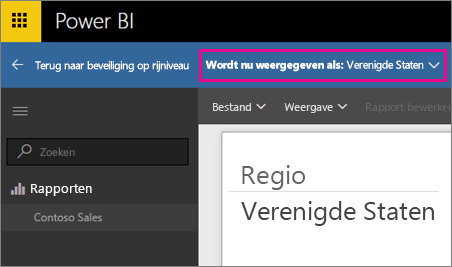 Power BI
Terug naar beveiliging op rijniveau
Wordt nu weergegeven als: Verenigde Staten
Bestand
Weergave
Rapport bewerken
Zoeken
Rapporten
Contoso Sales
Regio
Verenigde Staten